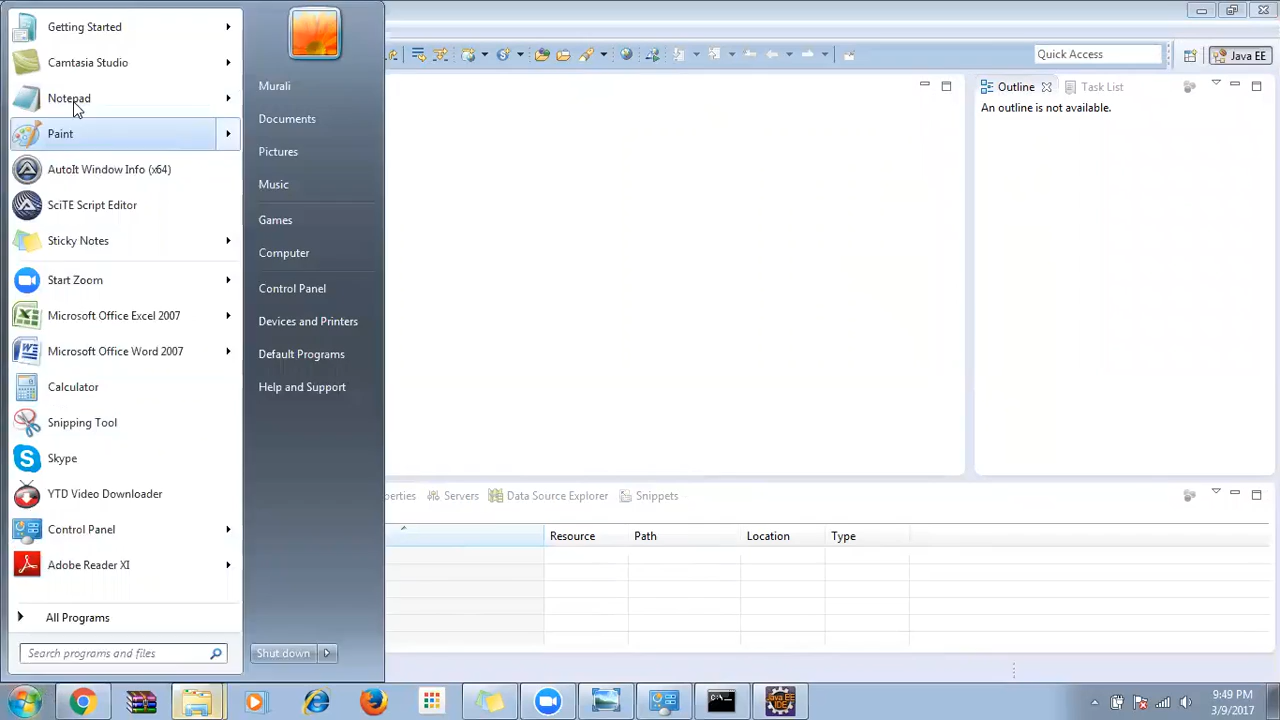 Getting Started
Camtasia Studio
Notepad
Paint
AutoIt Window Info (x64)
SciTE Script Editor
Sticky Notes
Start Zoom
Microsoft Office Excel 2007
Microsoft Office Word 2007
Calculator
Snipping Tool
Skype
YTD Video Downloader
Control Panel
Adobe Reader XI
All Programs
Search programs and files
Murali
Documents
Pictures
Music
Games
Computer
Control Panel
Devices and Printers
Default Programs
Help and Support
Shut down
Quick Access
Java EE
Outline
Task List
An outline is not available.
erties
Servers
Data Source Explorer
Snippets
Resource
Path
Location
Type
Java EE
IDE
9:49 PM
3/9/2017